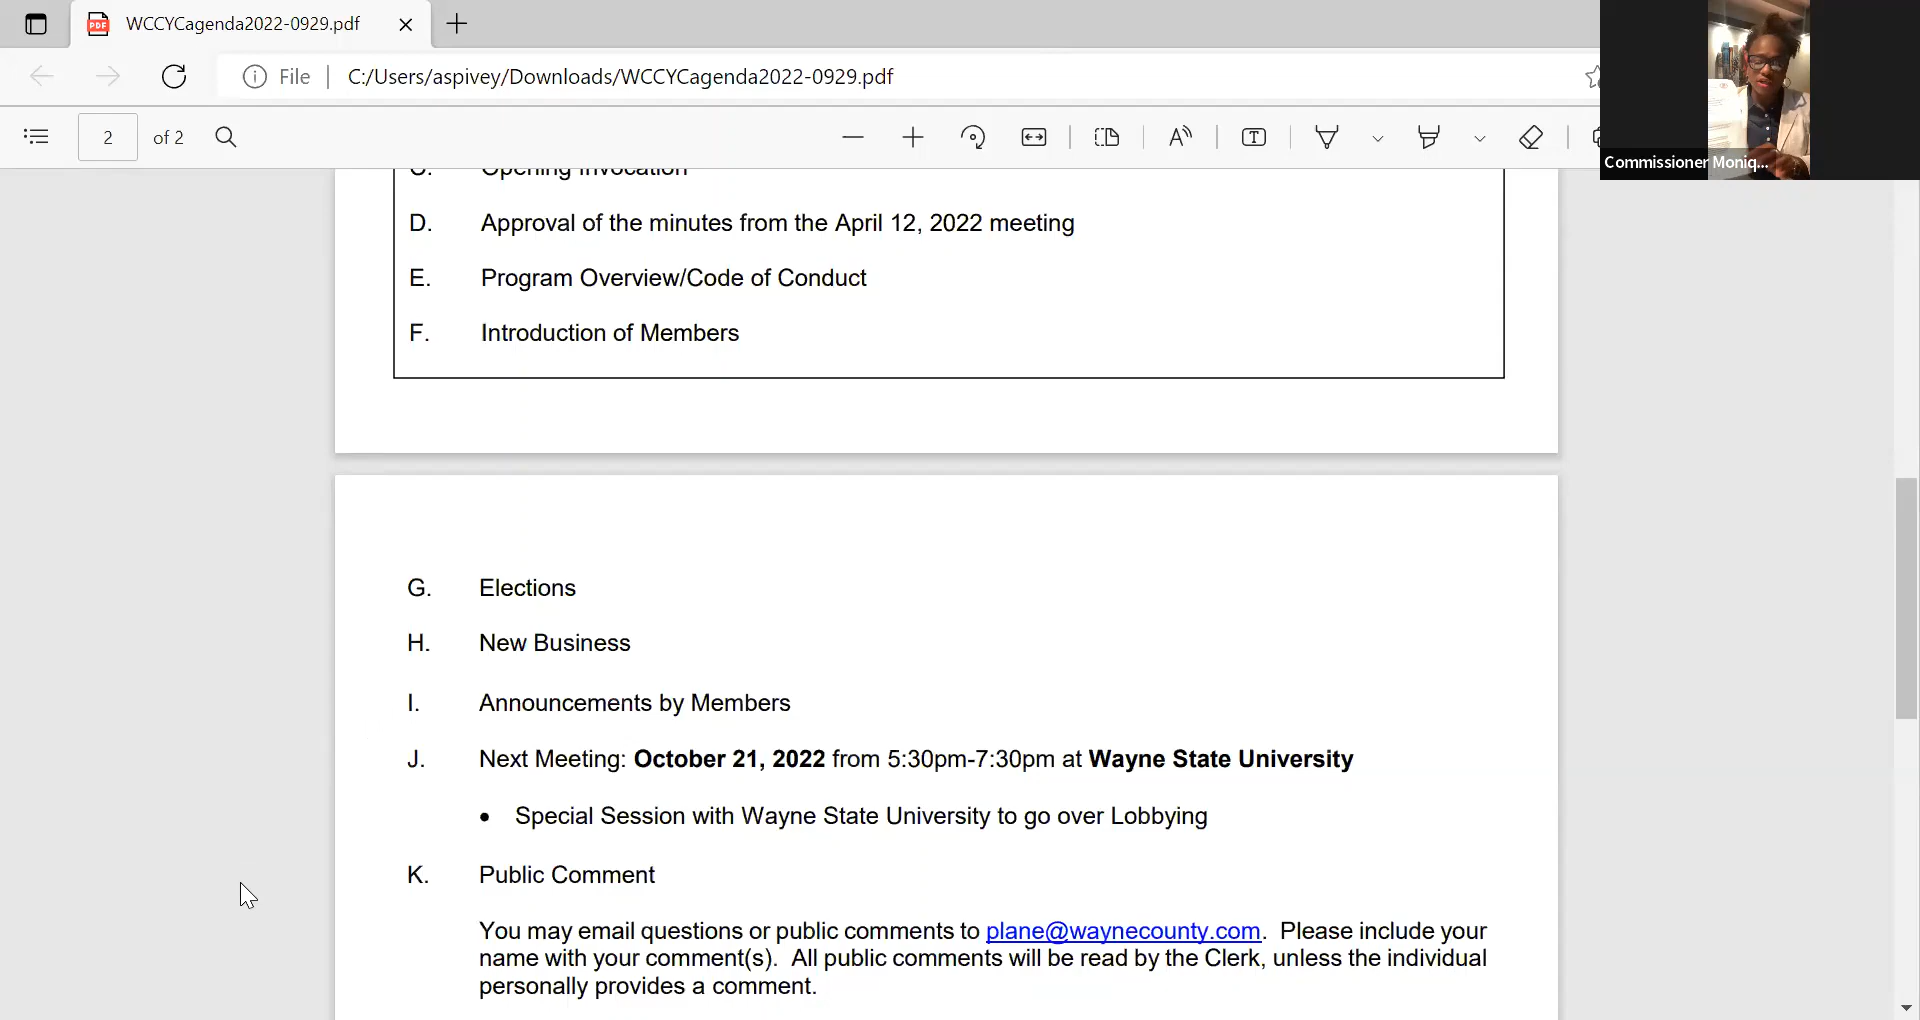 WCCYCagenda2022-0929.pdf
File | C:/Users/aspivey/Downloads/WCCYCagenda2022-0929.pdf
2 of 2
Commissioner Moniq...
C. Opening Invocation
D. Approval of the minutes from the April 12, 2022 meeting
E. Program Overview/Code of Conduct
F. Introduction of Members
G. Elections
H. New Business
I. Announcements by Members
J. Next Meeting: October 21, 2022 from 5:30pm-7:30pm at Wayne State University
• Special Session with Wayne State University to go over Lobbying
K. Public Comment
You may email questions or public comments to plane@waynecounty.com. Please include your
name with your comment(s). All public comments will be read by the Clerk, unless the individual
personally provides a comment.